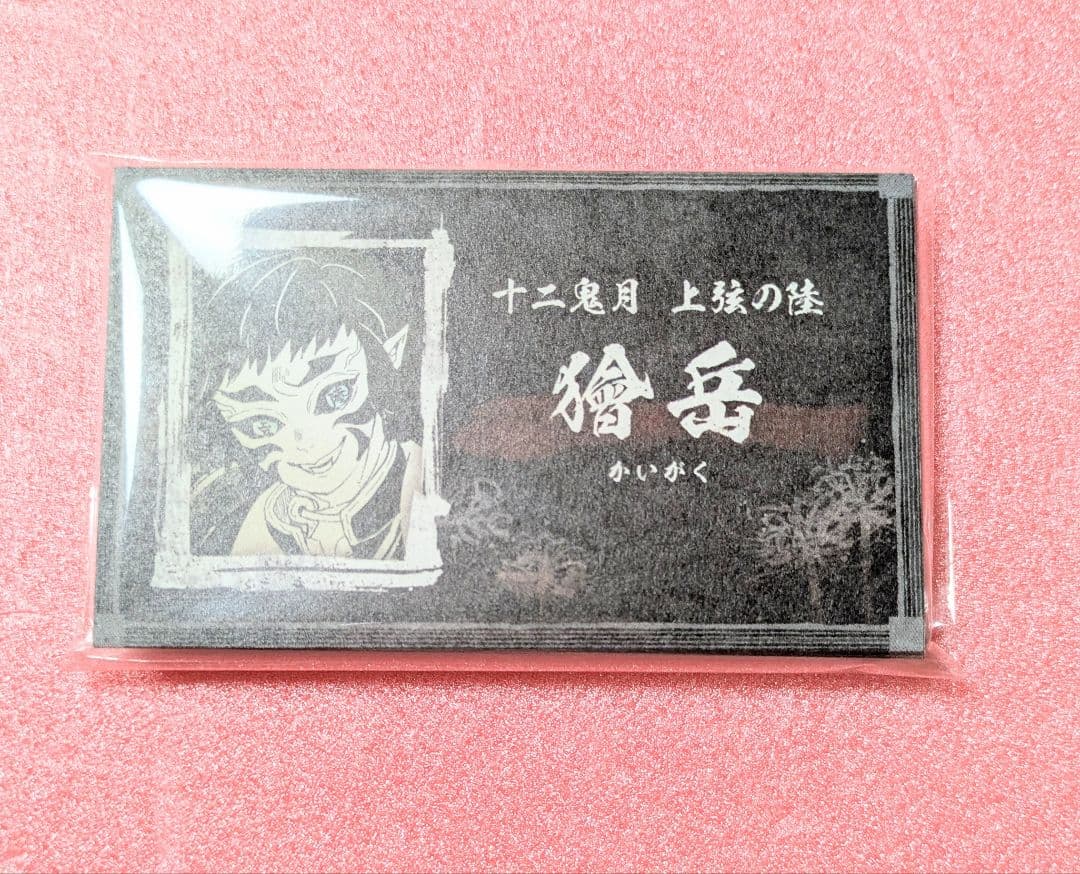 十二鬼月 上弦の陸
獪岳
かいがく